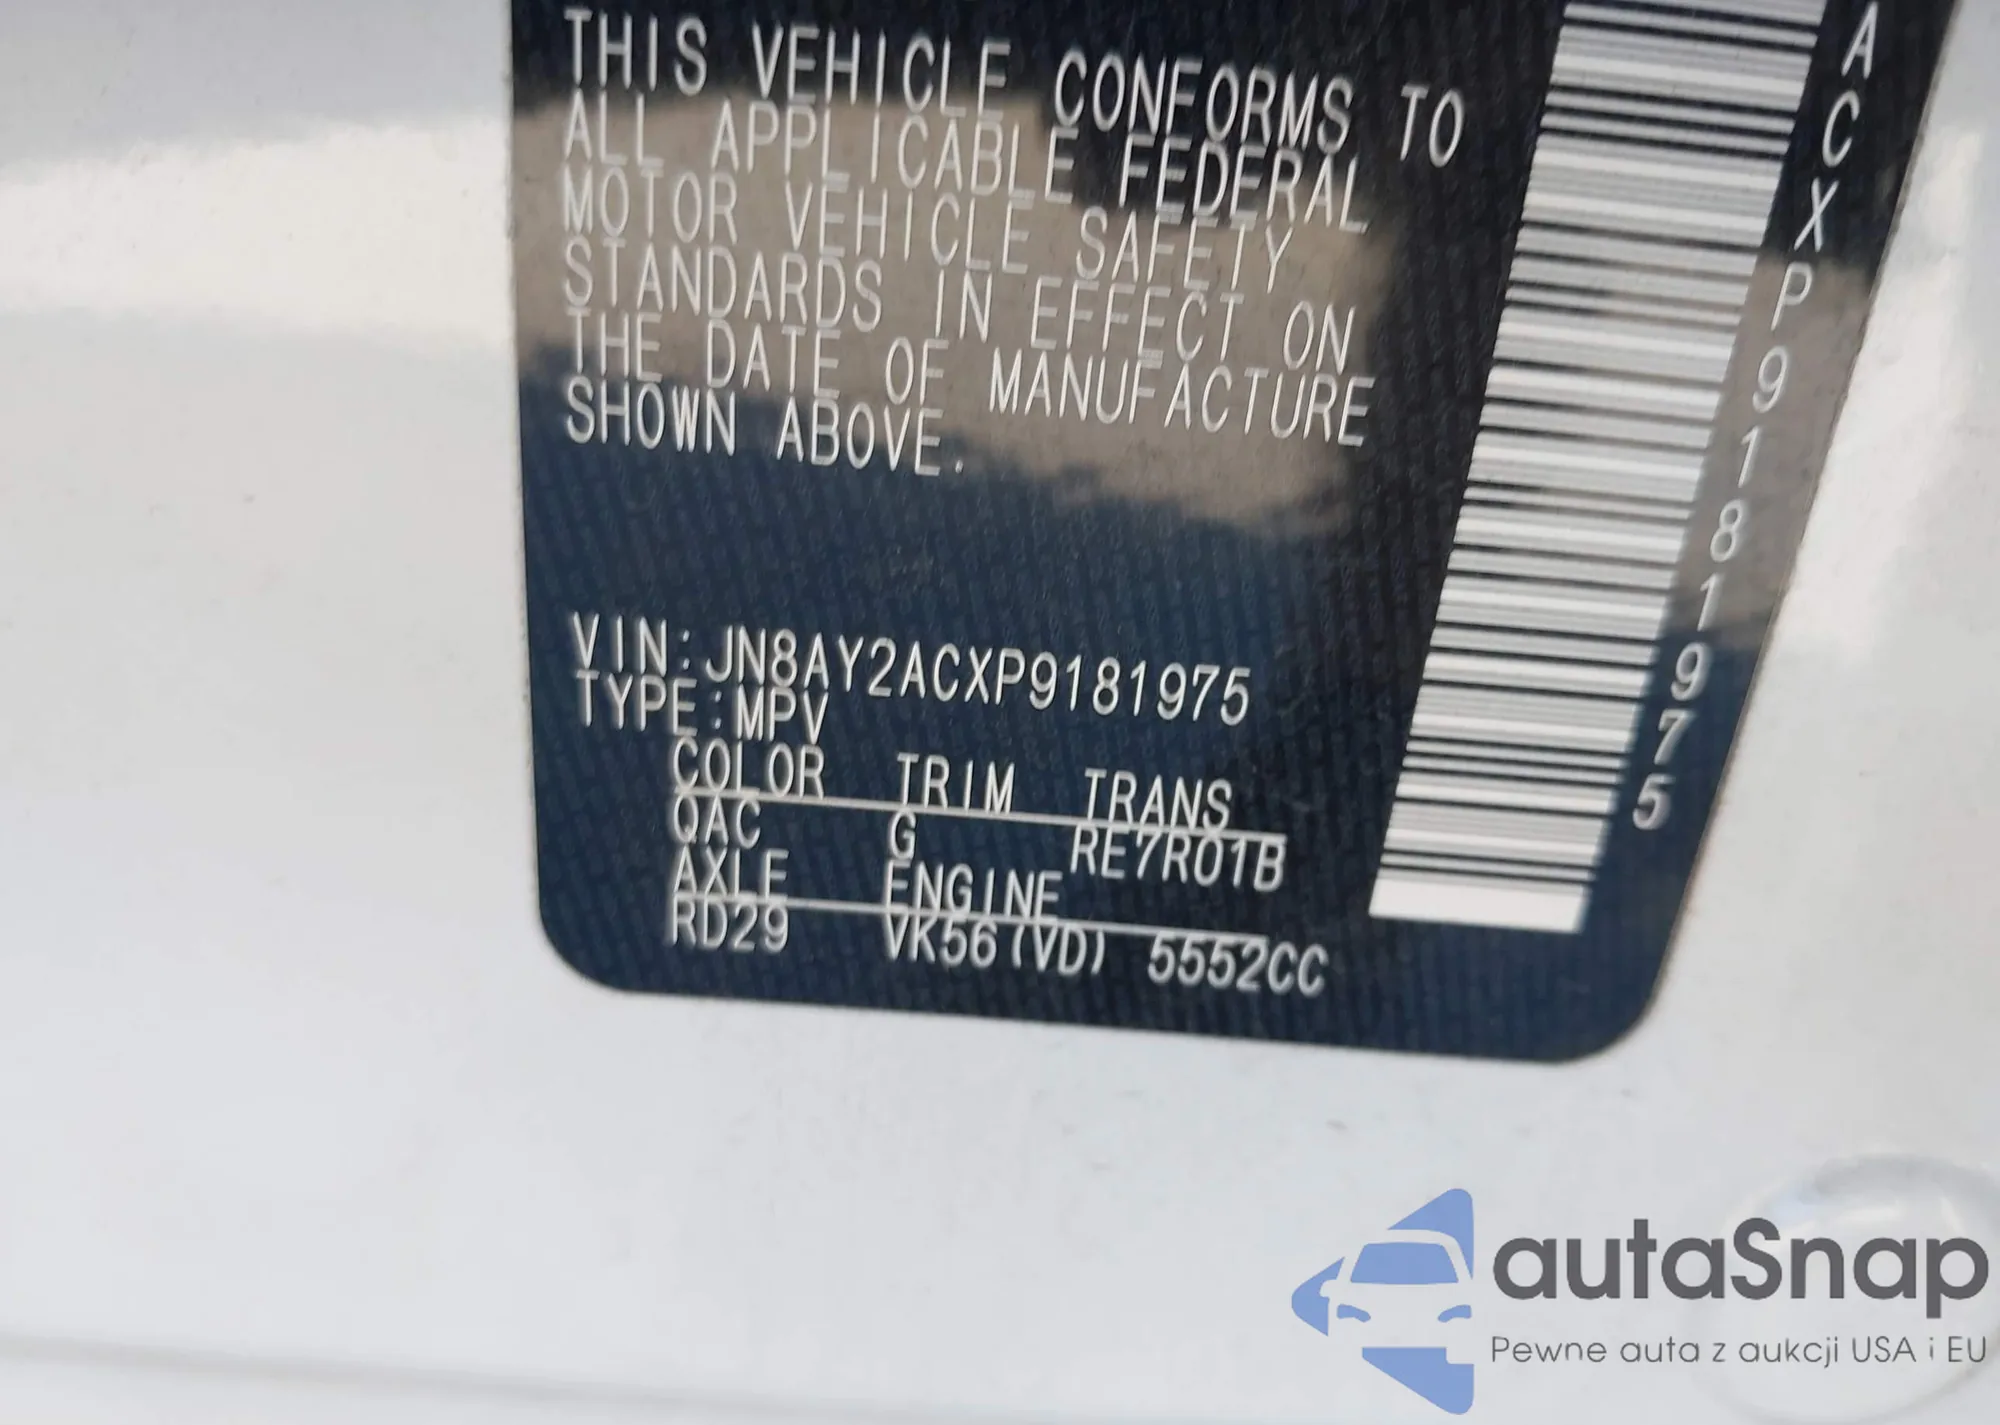 THIS VEHICLE CONFORMS TO
ALL APPLICABLE FEDERAL
MOTOR VEHICLE SAFETY
STANDARDS IN EFFECT ON
THE DATE OF MANUFACTURE
SHOWN ABOVE.
VIN:JN8AY2ACXP9181975
TYPE:MPV
COLOR TRIM TRANS
QAC G RE7R01B
AXLE ENGINE
RD29 VK56(VD) 5552CC
ACXP9181975
autaSnap
Pewne auta z aukcji USA i EU